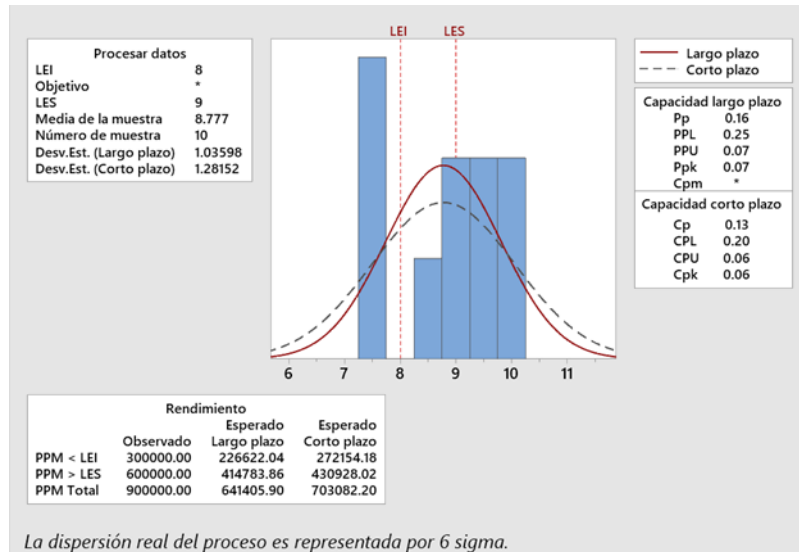 LEI LES
Procesar datos
LEI 8
Objetivo *
LES 9
Media de la muestra 8.777
Número de muestra 10
Desv.Est. (Largo plazo) 1.03598
Desv.Est. (Corto plazo) 1.28152
Largo plazo
Corto plazo
Capacidad largo plazo
Pp 0.16
PPL 0.25
PPU 0.07
Ppk 0.07
Cpm *
Capacidad corto plazo
Cp 0.13
CPL 0.20
CPU 0.06
Cpk 0.06
6 7 8 9 10 11
Rendimiento
Esperado Esperado
Observado Largo plazo Corto plazo
PPM < LEI 300000.00 226622.04 272154.18
PPM > LES 600000.00 414783.86 430928.02
PPM Total 900000.00 641405.90 703082.20
La dispersión real del proceso es representada por 6 sigma.